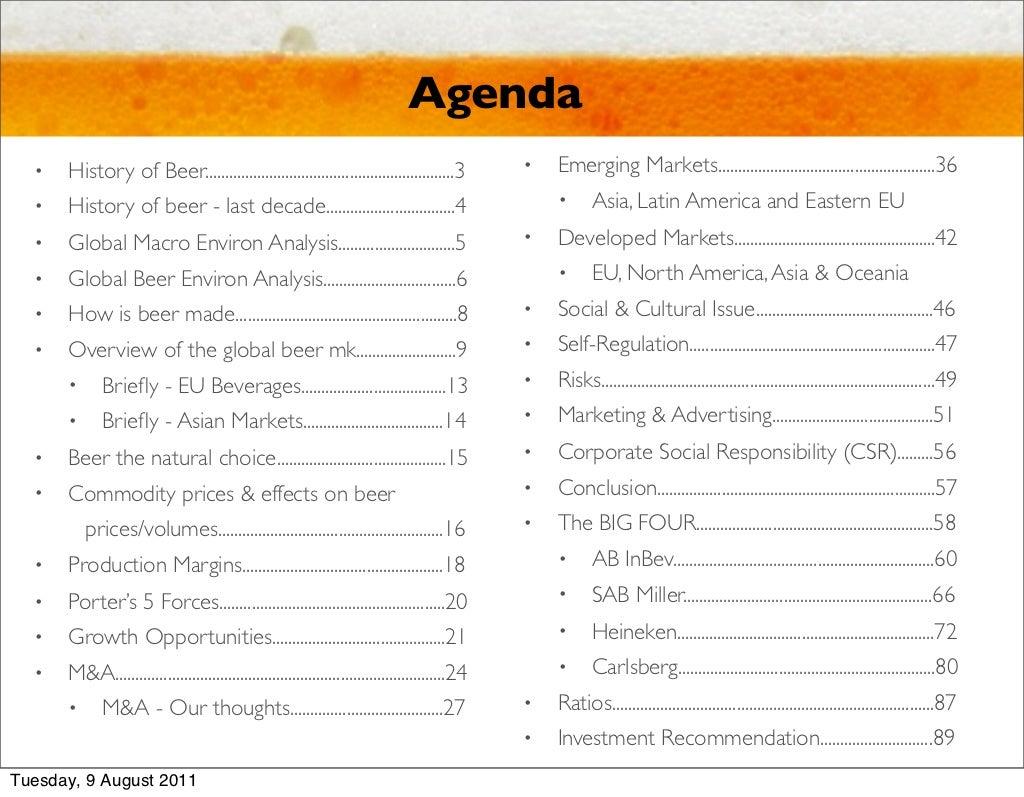 Agenda
• History of Beer..............................................................3
• History of beer - last decade................................4
• Global Macro Environ Analysis.............................5
• Global Beer Environ Analysis.................................6
• How is beer made.......................................................8
• Overview of the global beer mk.........................9
• Briefly - EU Beverages....................................13
• Briefly - Asian Markets...................................14
• Beer the natural choice..........................................15
• Commodity prices & effects on beer
prices/volumes........................................................16
• Production Margins..................................................18
• Porter's 5 Forces........................................................20
• Growth Opportunities...........................................21
• M&A..................................................................................24
• M&A - Our thoughts......................................27
• Emerging Markets......................................................36
• Asia, Latin America and Eastern EU
• Developed Markets..................................................42
• EU, North America, Asia & Oceania
• Social & Cultural Issue............................................46
• Self-Regulation.............................................................47
• Risks...................................................................................49
• Marketing & Advertising........................................51
• Corporate Social Responsibility (CSR).........56
• Conclusion.....................................................................57
• The BIG FOUR...........................................................58
• AB InBev.................................................................60
• SAB Miller..............................................................66
• Heineken................................................................72
• Carlsberg................................................................80
• Ratios................................................................................87
• Investment Recommendation............................89
Tuesday, 9 August 2011